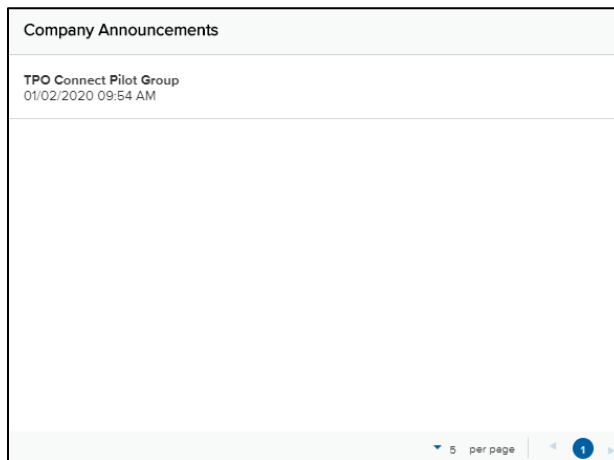 Company Announcements
TPO Connect Pilot Group
01/02/2020 09:54 AM
5 per page 1